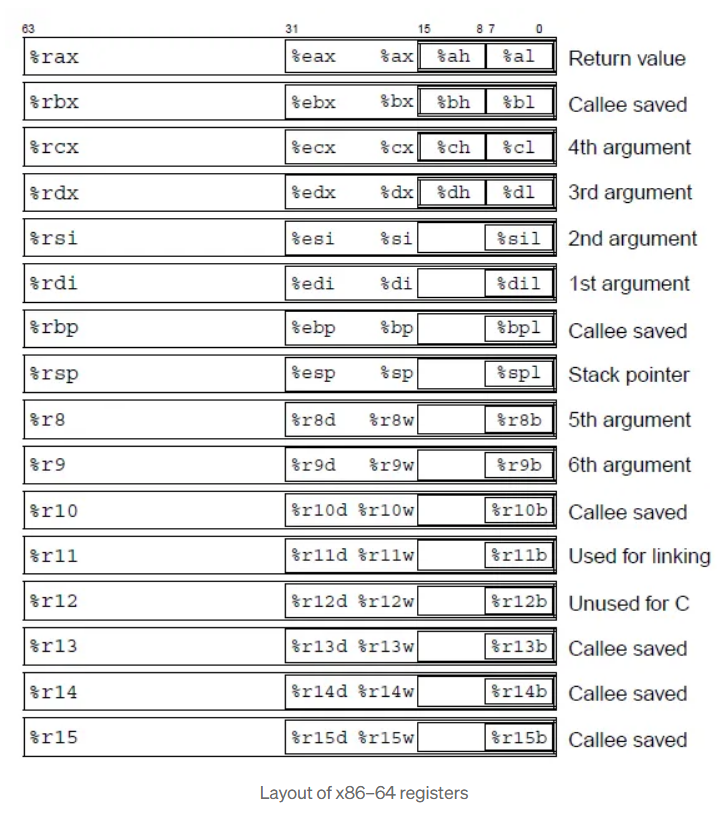 63 31 15 8 7 0
%rax %eax %ax %ah %al Return value
%rbx %ebx %bx %bh %bl Callee saved
%rcx %ecx %cx %ch %cl 4th argument
%rdx %edx %dx %dh %dl 3rd argument
%rsi %esi %si %sil 2nd argument
%rdi %edi %di %dil 1st argument
%rbp %ebp %bp %bpl Callee saved
%rsp %esp %sp %spl Stack pointer
%r8 %r8d %r8w %r8b 5th argument
%r9 %r9d %r9w %r9b 6th argument
%r10 %r10d %r10w %r10b Callee saved
%r11 %r11d %r11w %r11b Used for linking
%r12 %r12d %r12w %r12b Unused for C
%r13 %r13d %r13w %r13b Callee saved
%r14 %r14d %r14w %r14b Callee saved
%r15 %r15d %r15w %r15b Callee saved
Layout of x86–64 registers